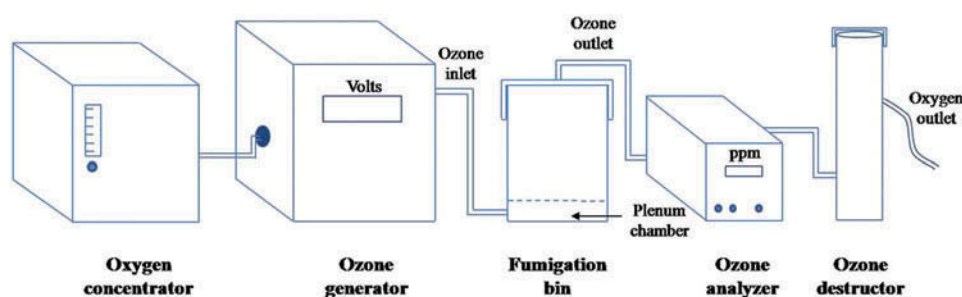 Volts
Ozone
inlet
Ozone
outlet
ppm
Oxygen
outlet
Plenum
chamber
Oxygen
concentrator
Ozone
generator
Fumigation
bin
Ozone
analyzer
Ozone
destructor